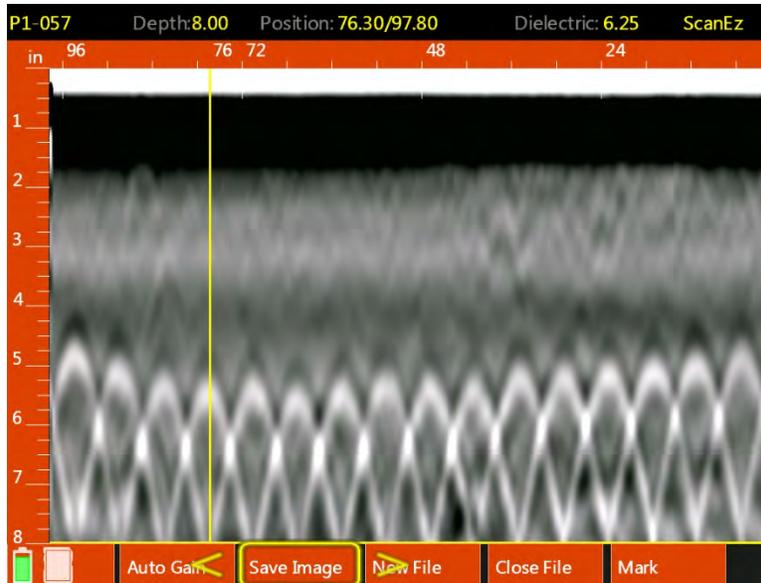 P1-057 Depth:8.00 Position: 76.30/97.80 Dielectric: 6.25 ScanEz
in 96 76 72 48 24
1
2
3
4
5
6
7
8
Auto Gain < Save Image New File > Close File Mark